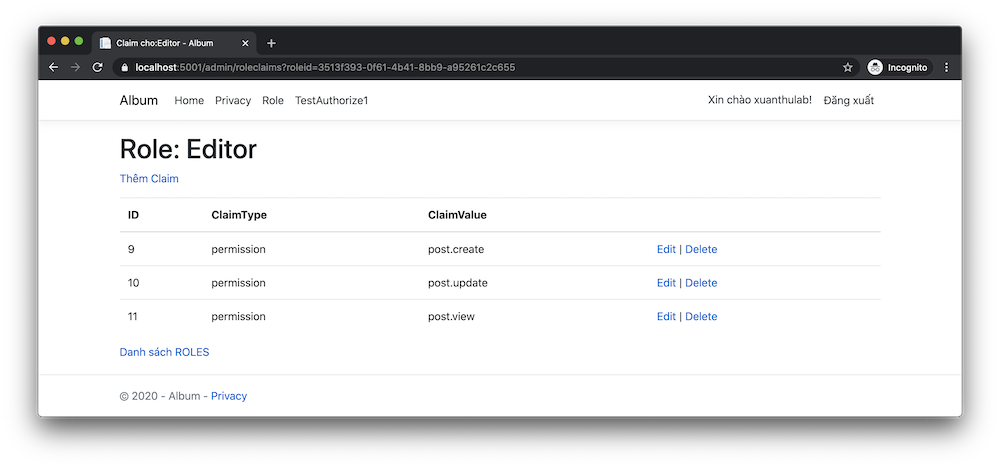 Claim cho:Editor - Album
localhost:5001/admin/roleclaims?roleid=3513f393-0f61-4b41-8bb9-a95261c2c655 Incognito
Album Home Privacy Role TestAuthorize1 Xin chào xuanthulab! Đăng xuất
Role: Editor
Thêm Claim
ID ClaimType ClaimValue
9 permission post.create Edit | Delete
10 permission post.update Edit | Delete
11 permission post.view Edit | Delete
Danh sách ROLES
© 2020 - Album - Privacy